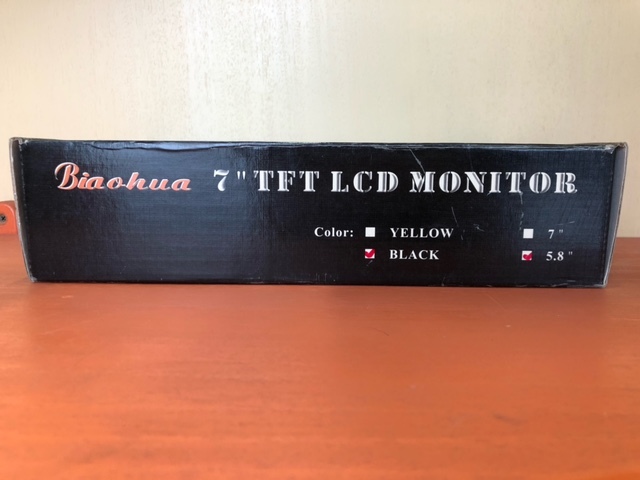 Biaohua 7" TFT LCD MONITOR
Color: YELLOW 7"
BLACK 5.8"